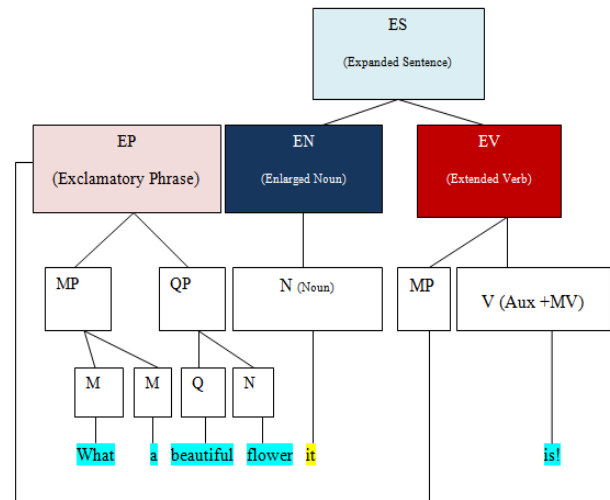 ES
(Expanded Sentence)
EP
(Exclamatory Phrase)
EN
(Enlarged Noun)
EV
(Extended Verb)
MP
QP
N (Noun)
MP
V (Aux +MV)
M
M
Q
N
What a beautiful flower it is!